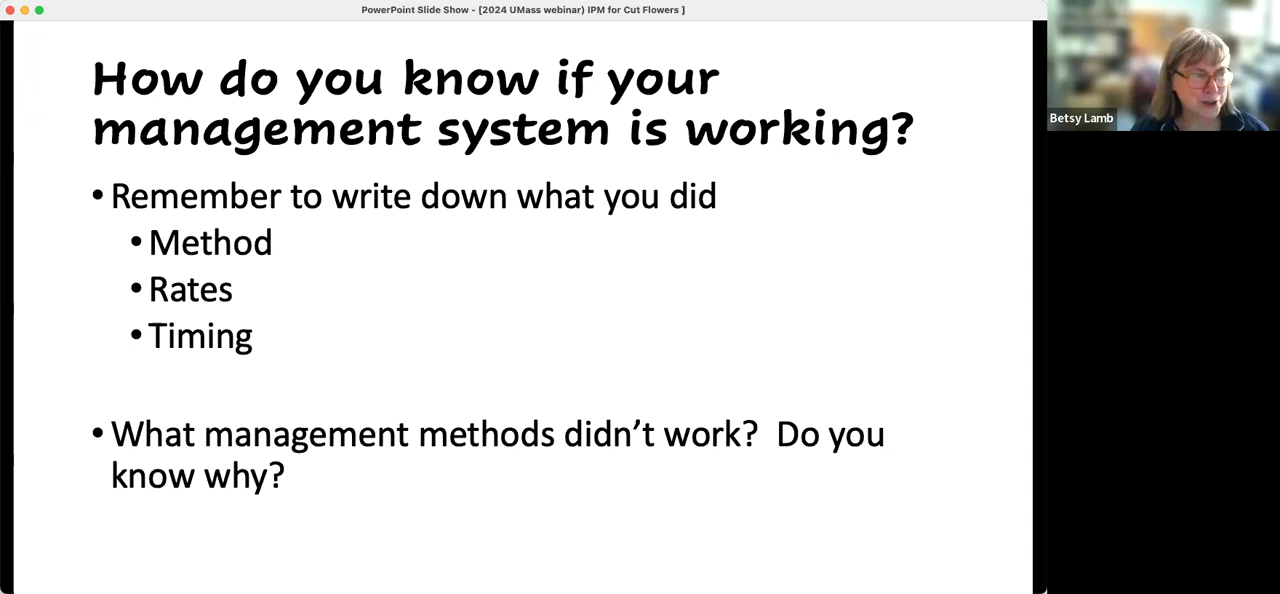 PowerPoint Slide Show - [2024 UMass webinar) IPM for Cut Flowers ]
How do you know if your
management system is working?
• Remember to write down what you did
• Method
• Rates
• Timing
• What management methods didn’t work?  Do you
know why?
Betsy Lamb